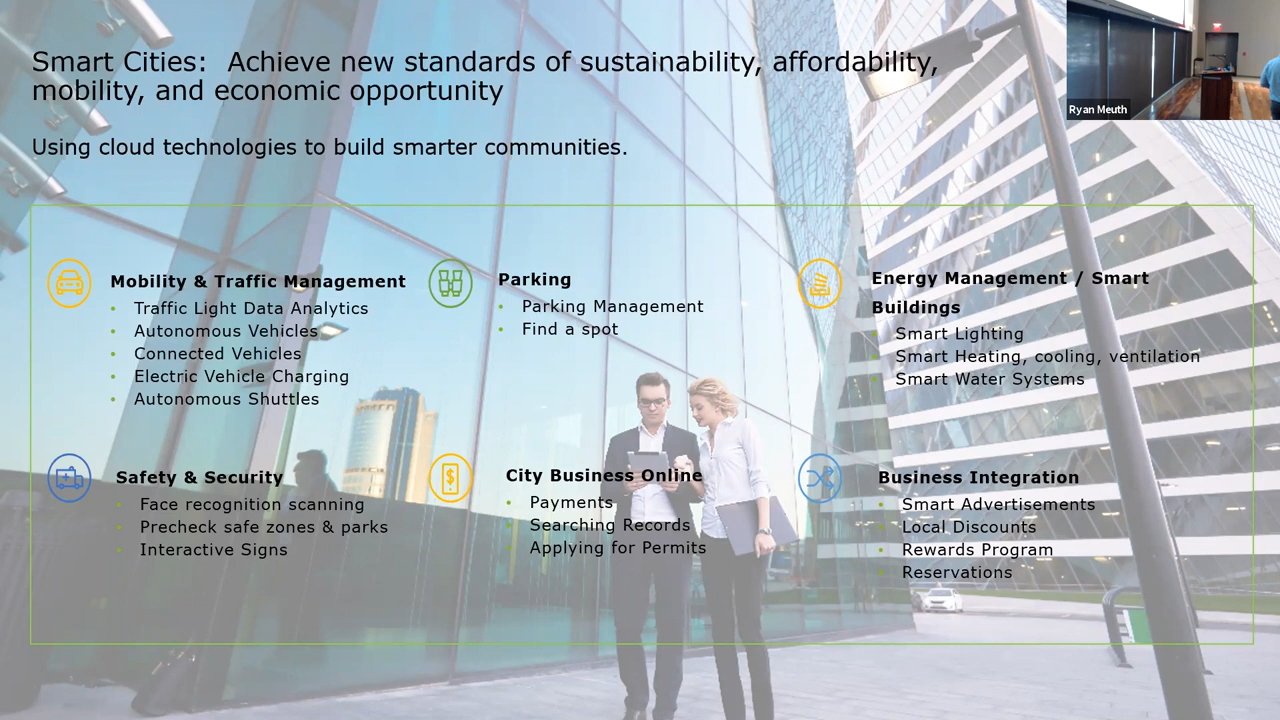 Smart Cities:  Achieve new standards of sustainability, affordability,
mobility, and economic opportunity
Using cloud technologies to build smarter communities.
Ryan Meuth
Mobility & Traffic Management
• Traffic Light Data Analytics
• Autonomous Vehicles
• Connected Vehicles
• Electric Vehicle Charging
• Autonomous Shuttles
Parking
• Parking Management
• Find a spot
Energy Management / Smart
Buildings
• Smart Lighting
• Smart Heating, cooling, ventilation
• Smart Water Systems
Safety & Security
• Face recognition scanning
• Precheck safe zones & parks
• Interactive Signs
$
City Business Online
• Payments
• Searching Records
• Applying for Permits
Business Integration
• Smart Advertisements
• Local Discounts
• Rewards Program
• Reservations